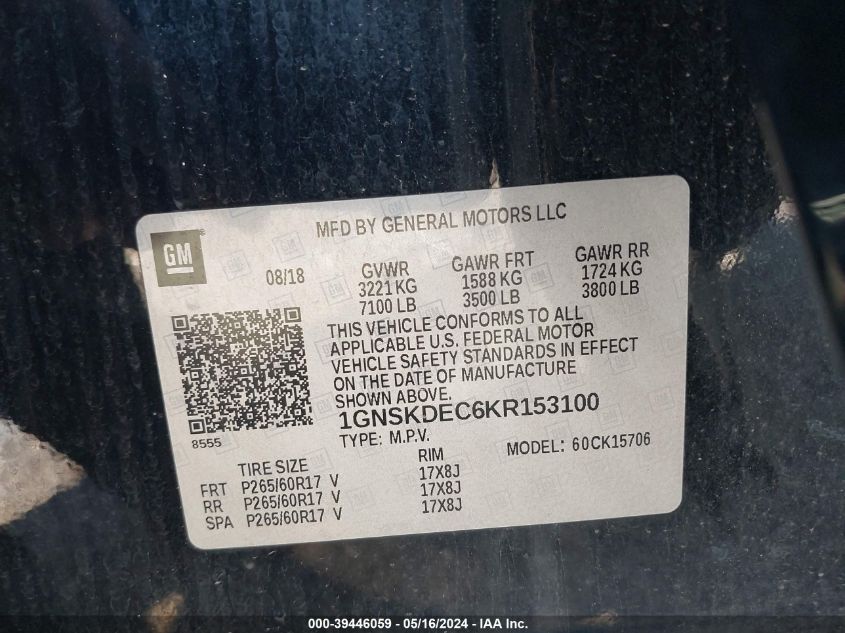 MFD BY GENERAL MOTORS LLC
GM
08/18 GVWR GAWR FRT GAWR RR
3221 KG 1588 KG 1724 KG
7100 LB 3500 LB 3800 LB
THIS VEHICLE CONFORMS TO ALL
APPLICABLE U.S. FEDERAL MOTOR
VEHICLE SAFETY STANDARDS IN EFFECT
ON THE DATE OF MANUFACTURE
SHOWN ABOVE.
8555
1GNSKDEC6KR153100
TYPE: M.P.V. MODEL: 60CK15706
TIRE SIZE RIM
FRT P265/60R17 V 17X8J
RR P265/60R17 V 17X8J
SPA P265/60R17 V 17X8J
000-39446059 - 05/16/2024 - IAA Inc.